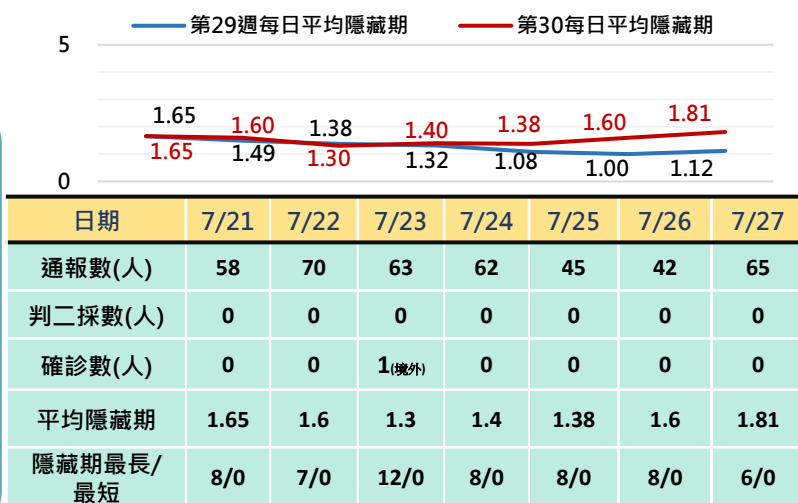 第29週每日平均隱藏期 第30每日平均隱藏期
5
1.65 1.60 1.38 1.40 1.38 1.60 1.81
1.65 1.49 1.30 1.32 1.08 1.00 1.12
0
日期 7/21 7/22 7/23 7/24 7/25 7/26 7/27
通報數(人) 58 70 63 62 45 42 65
判二採數(人) 0 0 0 0 0 0 0
確診數(人) 0 0 1(境外) 0 0 0 0
平均隱藏期 1.65 1.6 1.3 1.4 1.38 1.6 1.81
隱藏期最長/
最短 8/0 7/0 12/0 8/0 8/0 8/0 6/0